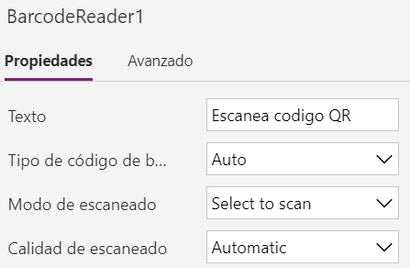 BarcodeReader1
Propiedades Avanzado
Texto Escanea codigo QR
Tipo de código de b... Auto
Modo de escaneado Select to scan
Calidad de escaneado Automatic